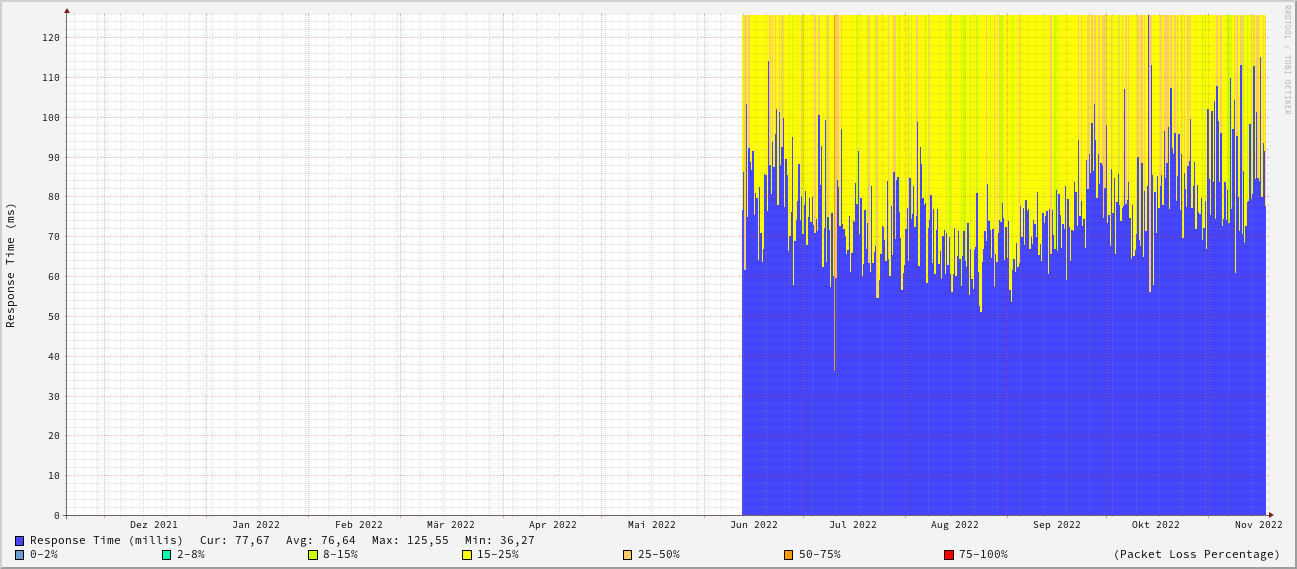 RRDTOOL / TOBI OETIKER
Response Time (ms)
120
110
100
90
80
70
60
50
40
30
20
10
0
Dez 2021 Jan 2022 Feb 2022 Mär 2022 Apr 2022 Mai 2022 Jun 2022 Jul 2022 Aug 2022 Sep 2022 Okt 2022 Nov 2022
Response Time (millis) Cur: 77,67 Avg: 76,64 Max: 125,55 Min: 36,27
0-2% 2-8% 8-15% 15-25% 25-50% 50-75% 75-100% (Packet Loss Percentage)